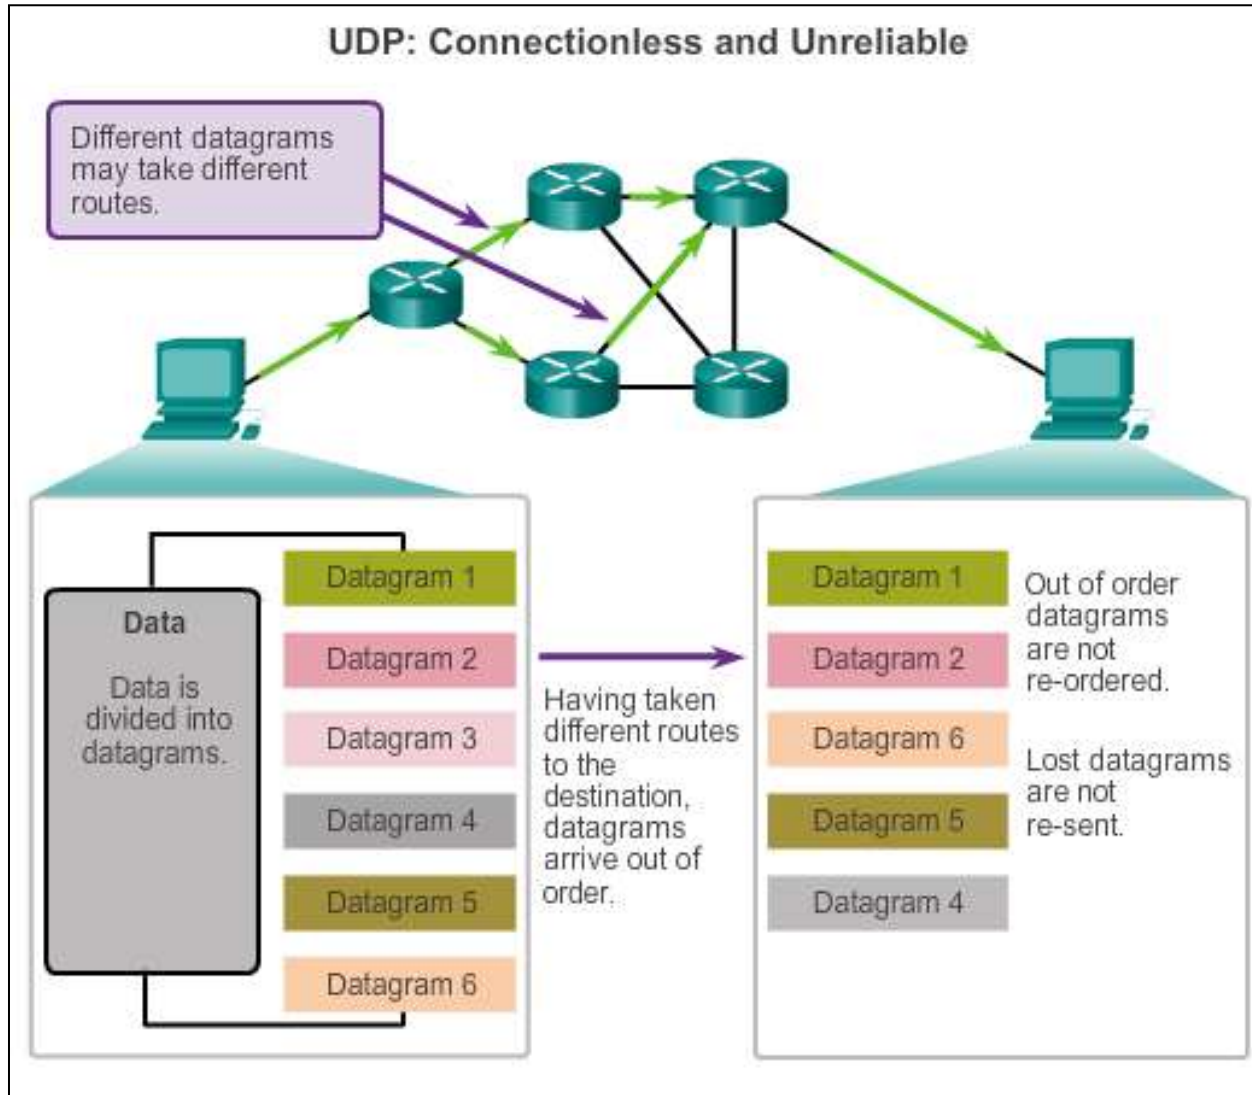 UDP: Connectionless and Unreliable
Different datagrams
may take different
routes.
Data
Data is
divided into
datagrams.
Datagram 1
Datagram 2
Datagram 3
Datagram 4
Datagram 5
Datagram 6
Having taken
different routes
to the
destination,
datagrams
arrive out of
order.
Datagram 1
Datagram 2
Datagram 6
Datagram 5
Datagram 4
Out of order
datagrams
are not
re-ordered.
Lost datagrams
are not
re-sent.